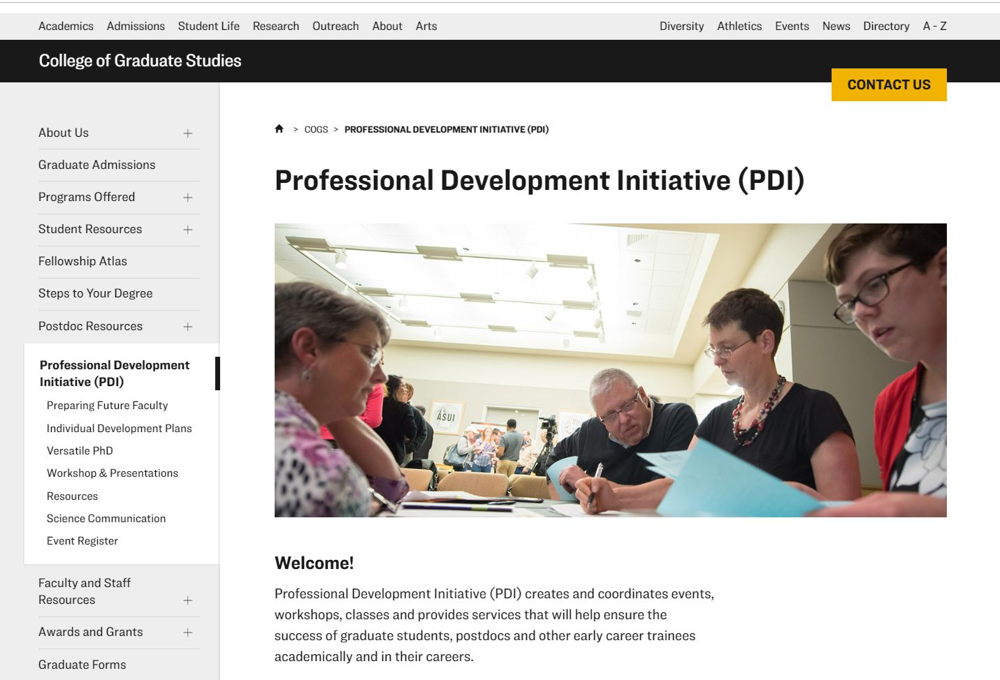 Academics Admissions Student Life Research Outreach About Arts Diversity Athletics Events News Directory A - Z
College of Graduate Studies
CONTACT US
About Us
Graduate Admissions
Programs Offered
Student Resources
Fellowship Atlas
Steps to Your Degree
Postdoc Resources
Professional Development
Initiative (PDI)
Preparing Future Faculty
Individual Development Plans
Versatile PhD
Workshop & Presentations
Resources
Science Communication
Event Register
Faculty and Staff
Resources
Awards and Grants
Graduate Forms
> COGS > PROFESSIONAL DEVELOPMENT INITIATIVE (PDI)
Professional Development Initiative (PDI)
ASUI
Welcome!
Professional Development Initiative (PDI) creates and coordinates events,
workshops, classes and provides services that will help ensure the
success of graduate students, postdocs and other early career trainees
academically and in their careers.